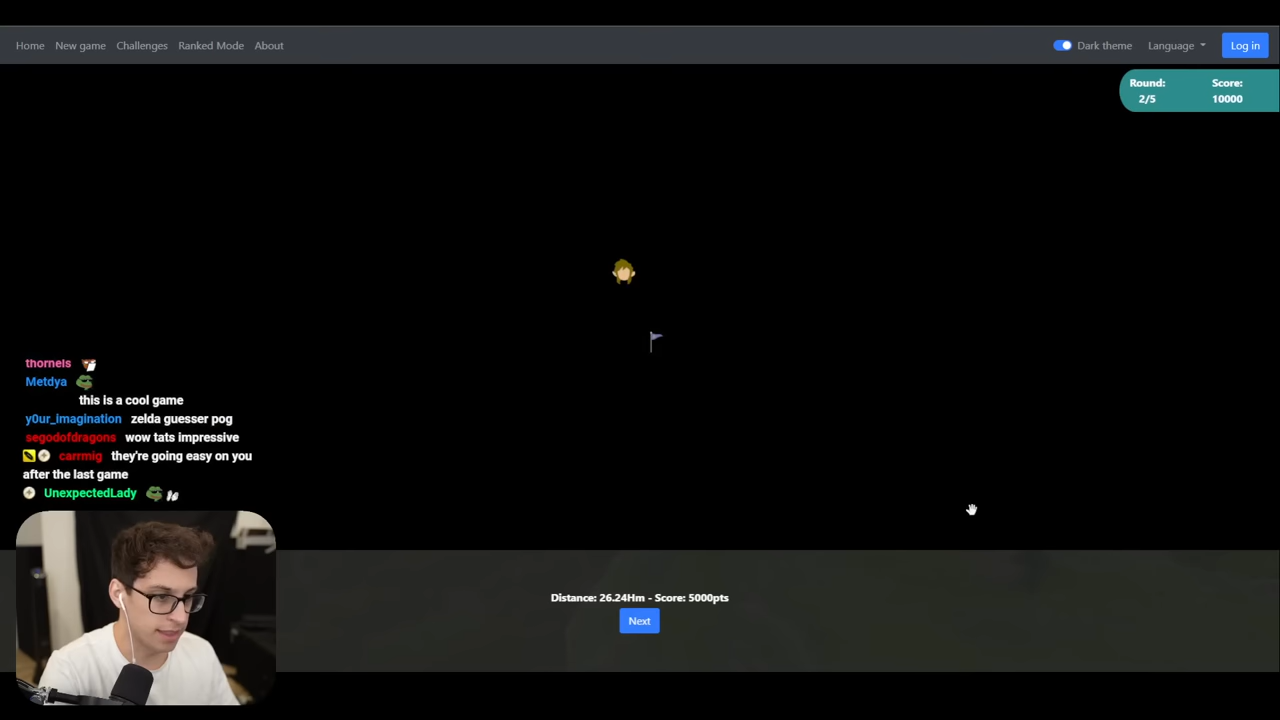 Home New game Challenges Ranked Mode About Dark theme Language Log in
Round: Score:
2/5 10000
thornels
Metdya
this is a cool game
y0ur_imagination zelda guesser pog
segodofdragons wow tats impressive
carrmig they're going easy on you
after the last game
UnexpectedLady
Distance: 26.24Hm - Score: 5000pts
Next